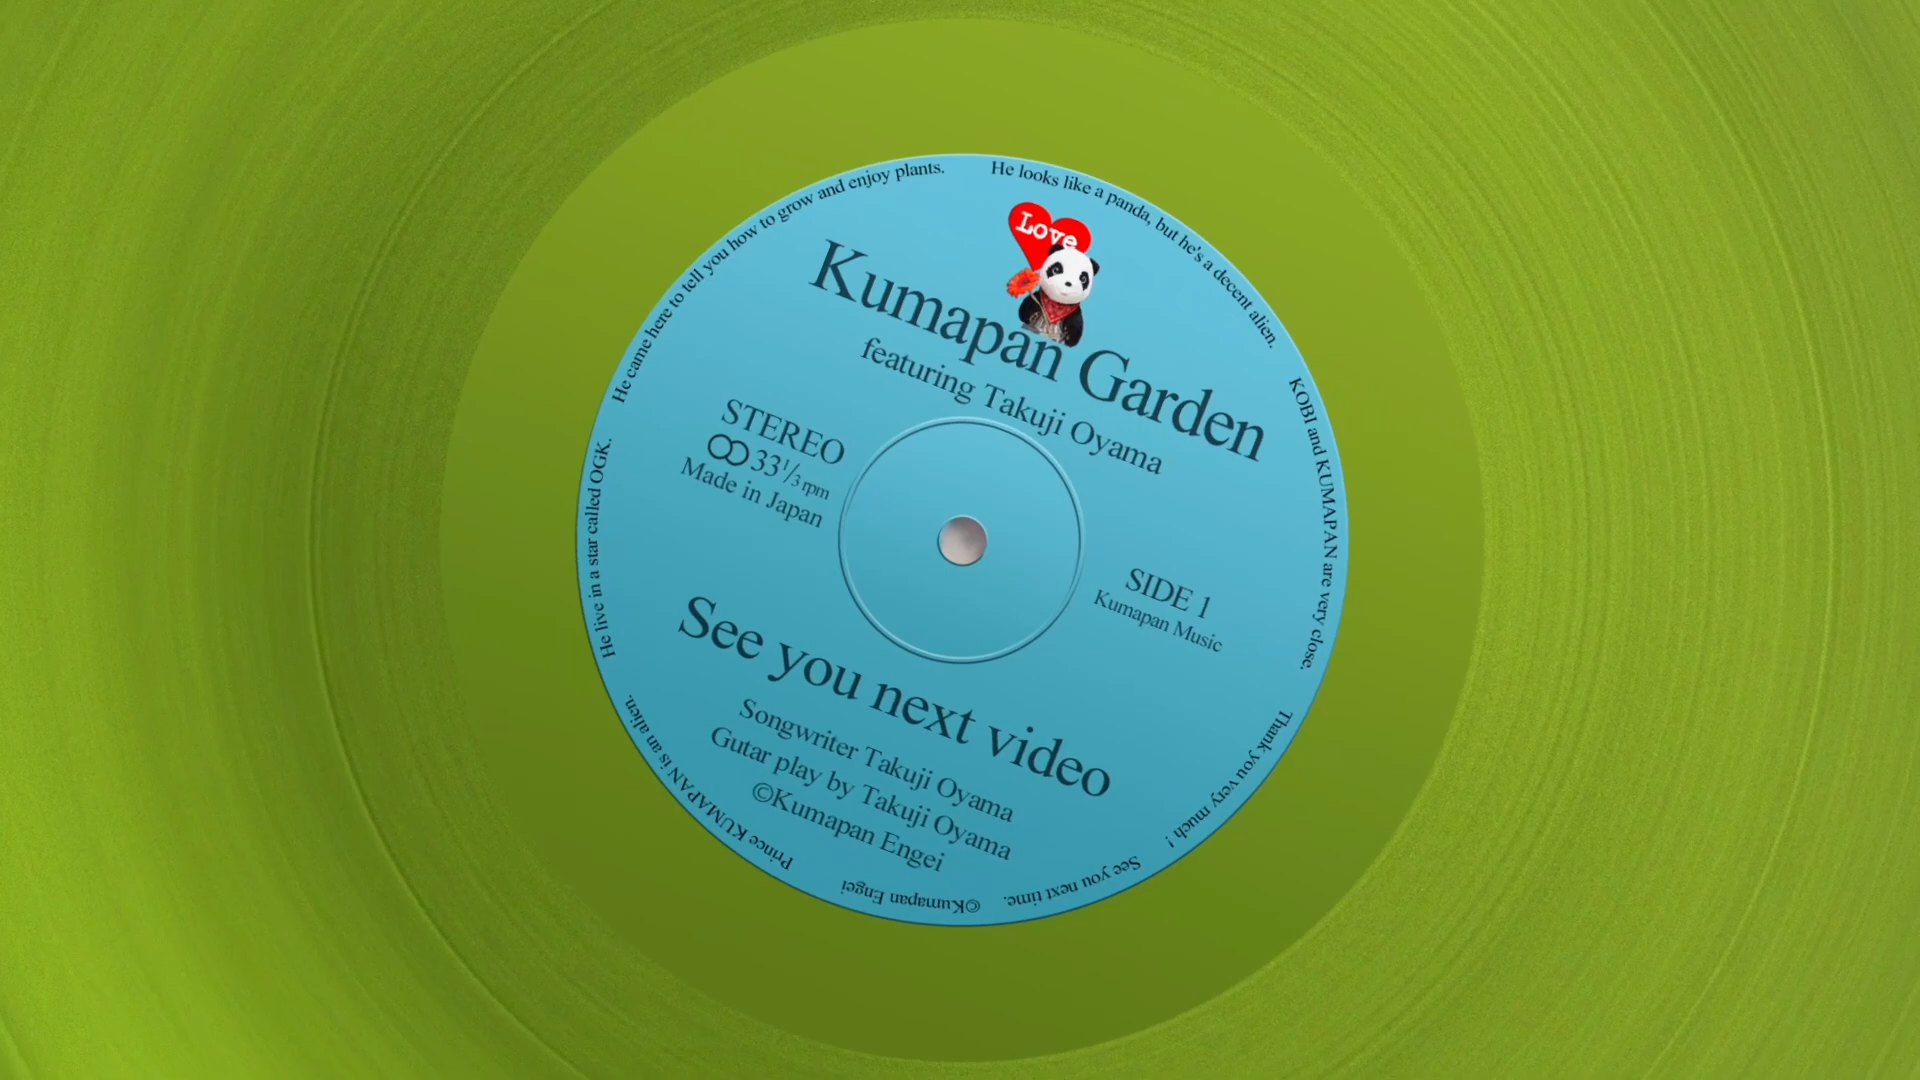 Love
Kumapan Garden
featuring Takuji Oyama
STEREO
33 1/3 rpm
Made in Japan
SIDE 1
Kumapan Music
See you next video
Songwriter Takuji Oyama
Gutar play by Takuji Oyama
©Kumapan Engei
Prince KUMAPAN is an alien.
He live in a star called OGK.
He came here to tell you how to grow and enjoy plants.
He looks like a panda, but he's a decent alien.
KOBI and KUMAPAN are very close.
Thank you very much !
See you next time.
©Kumapan Engei